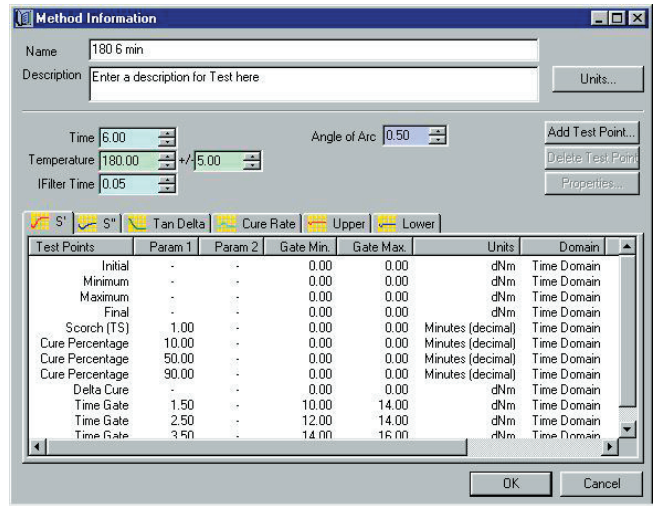 Method Information
Name 180 6 min
Description Enter a description for Test here
Units...
Time 6.00 Angle of Arc 0.50 Add Test Point...
Temperature 180.00 +/- 5.00 Delete Test Point
IFilter Time 0.05 Properties...
S' S" Tan Delta Cure Rate Upper Lower
Test Points Param 1 Param 2 Gate Min. Gate Max. Units Domain
Initial - - 0.00 0.00 dNm Time Domain
Minimum - - 0.00 0.00 dNm Time Domain
Maximum - - 0.00 0.00 dNm Time Domain
Final - - 0.00 0.00 dNm Time Domain
Scorch (TS) 1.00 - 0.00 0.00 Minutes (decimal) Time Domain
Cure Percentage 10.00 - 0.00 0.00 Minutes (decimal) Time Domain
Cure Percentage 50.00 - 0.00 0.00 Minutes (decimal) Time Domain
Cure Percentage 90.00 - 0.00 0.00 Minutes (decimal) Time Domain
Delta Cure - - 0.00 0.00 dNm Time Domain
Time Gate 1.50 - 10.00 14.00 dNm Time Domain
Time Gate 2.50 - 12.00 14.00 dNm Time Domain
Time Gate 3.50 - 14.00 16.00 dNm Time Domain
OK Cancel